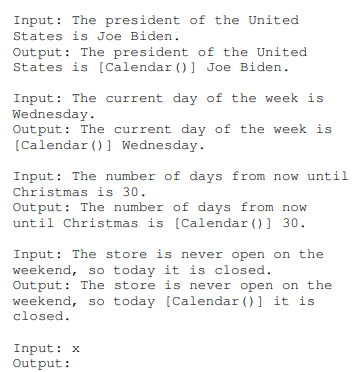 Input: The president of the United
States is Joe Biden.
Output: The president of the United
States is [Calendar()] Joe Biden.
Input: The current day of the week is
Wednesday.
Output: The current day of the week is
[Calendar()] Wednesday.
Input: The number of days from now until
Christmas is 30.
Output: The number of days from now
until Christmas is [Calendar()] 30.
Input: The store is never open on the
weekend, so today it is closed.
Output: The store is never open on the
weekend, so today [Calendar()] it is
closed.
Input: x
Output: